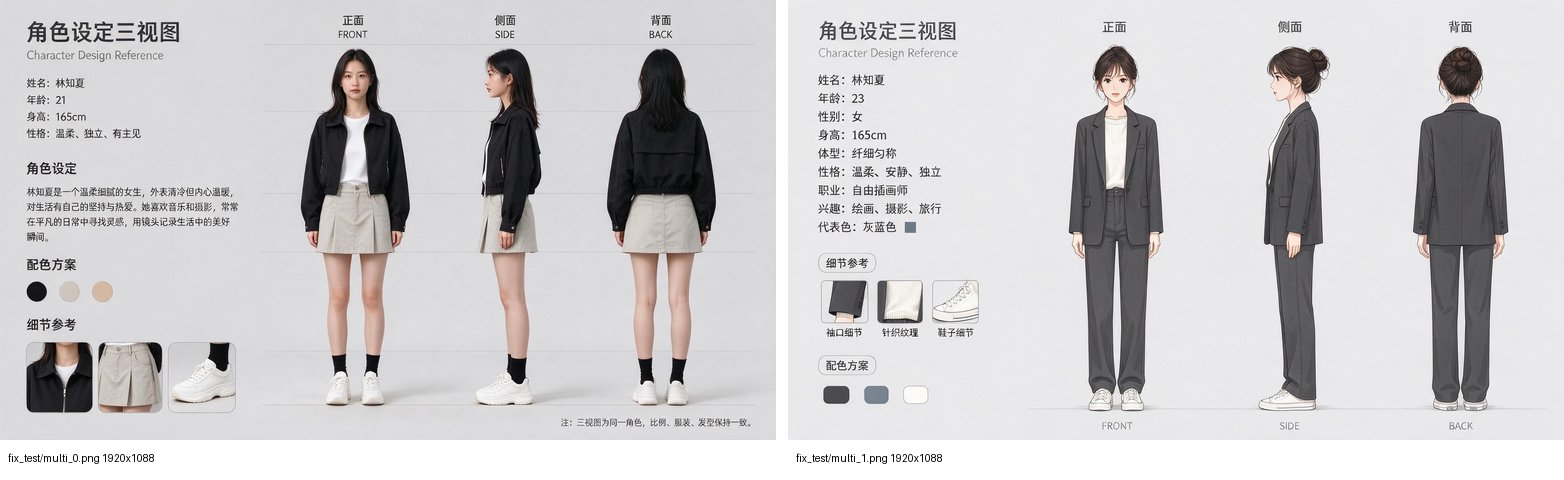 角色设定三视图
Character Design Reference
姓名：林知夏
年龄：21
身高：165cm
性格：温柔、独立、有主见
角色设定
林知夏是一个温柔细腻的女生，外表清冷但内心温暖，
对生活有自己的坚持与热爱。她喜欢音乐和摄影，常常
在平凡的日常中寻找灵感，用镜头记录生活中的美好
瞬间。
配色方案
细节参考
正面
FRONT
侧面
SIDE
背面
BACK
注：三视图为同一角色，比例、服装、发型保持一致。
fix_test/multi_0.png 1920x1088
角色设定三视图
Character Design Reference
姓名：林知夏
年龄：23
性别：女
身高：165cm
体型：纤细匀称
性格：温柔、安静、独立
职业：自由插画师
兴趣：绘画、摄影、旅行
代表色：灰蓝色
细节参考
袖口细节
针织纹理
鞋子细节
配色方案
正面
侧面
背面
FRONT
SIDE
BACK
fix_test/multi_1.png 1920x1088